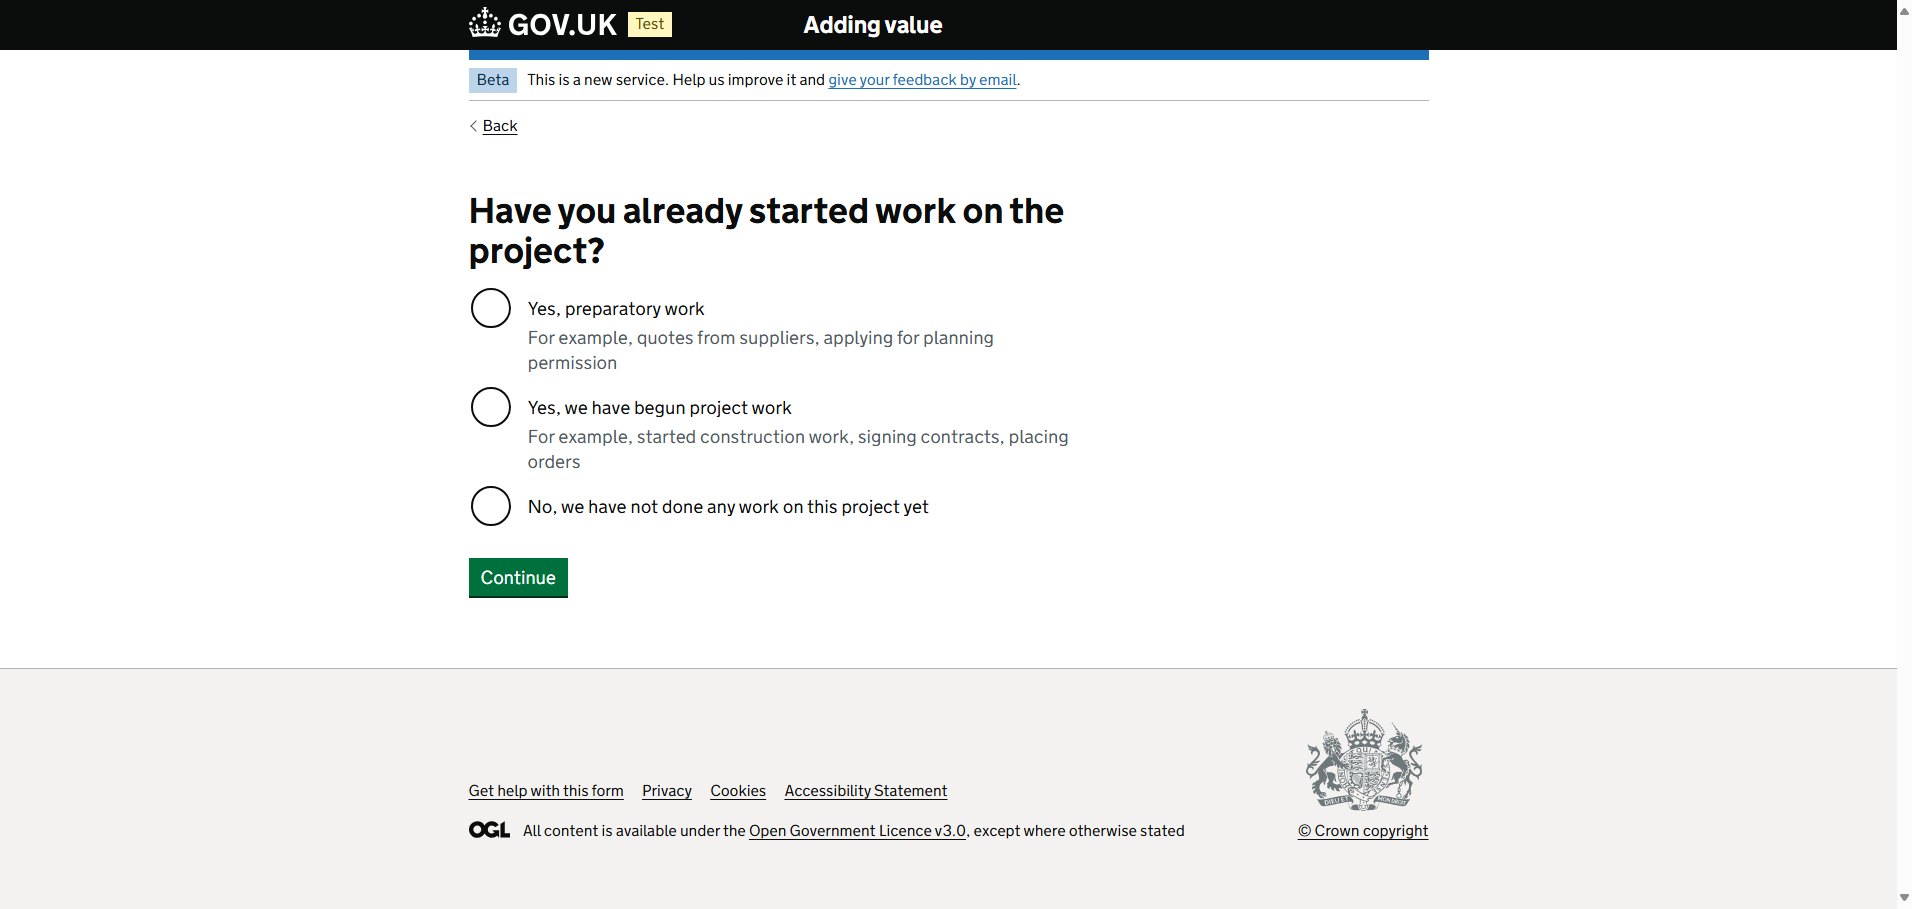 GOV.UK Test Adding value
Beta This is a new service. Help us improve it and give your feedback by email.
Back
Have you already started work on the
project?
Yes, preparatory work
For example, quotes from suppliers, applying for planning
permission
Yes, we have begun project work
For example, started construction work, signing contracts, placing
orders
No, we have not done any work on this project yet
Continue
Get help with this form Privacy Cookies Accessibility Statement
OGL All content is available under the Open Government Licence v3.0, except where otherwise stated
© Crown copyright